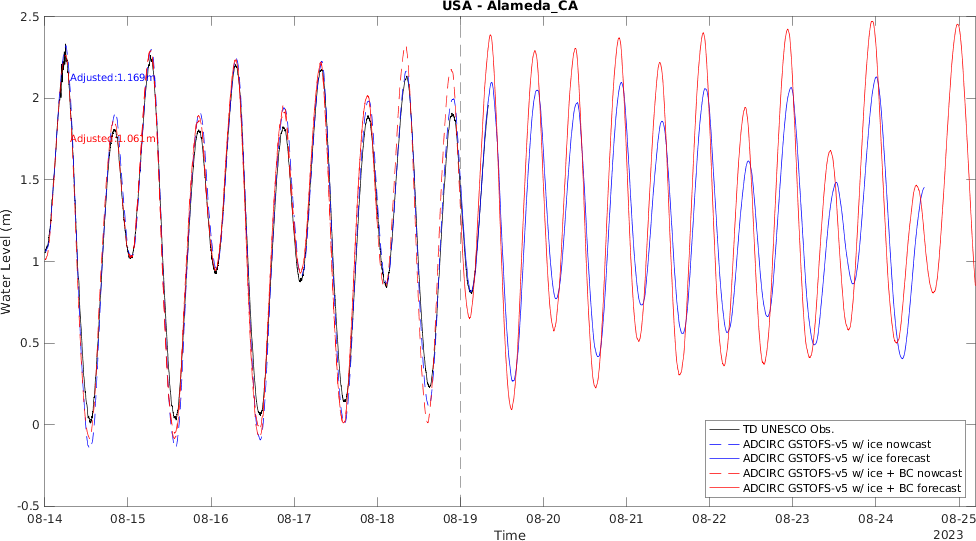 USA - Alameda_CA
2.5
2
1.5
1
0.5
0
-0.5
Water Level (m)
Adjusted:1.169m
Adjusted:1.061m
TD UNESCO Obs.
ADCIRC GSTOFS-v5 w/ ice nowcast
ADCIRC GSTOFS-v5 w/ ice forecast
ADCIRC GSTOFS-v5 w/ ice + BC nowcast
ADCIRC GSTOFS-v5 w/ ice + BC forecast
08-14 08-15 08-16 08-17 08-18 08-19 08-20 08-21 08-22 08-23 08-24 08-25
Time
2023